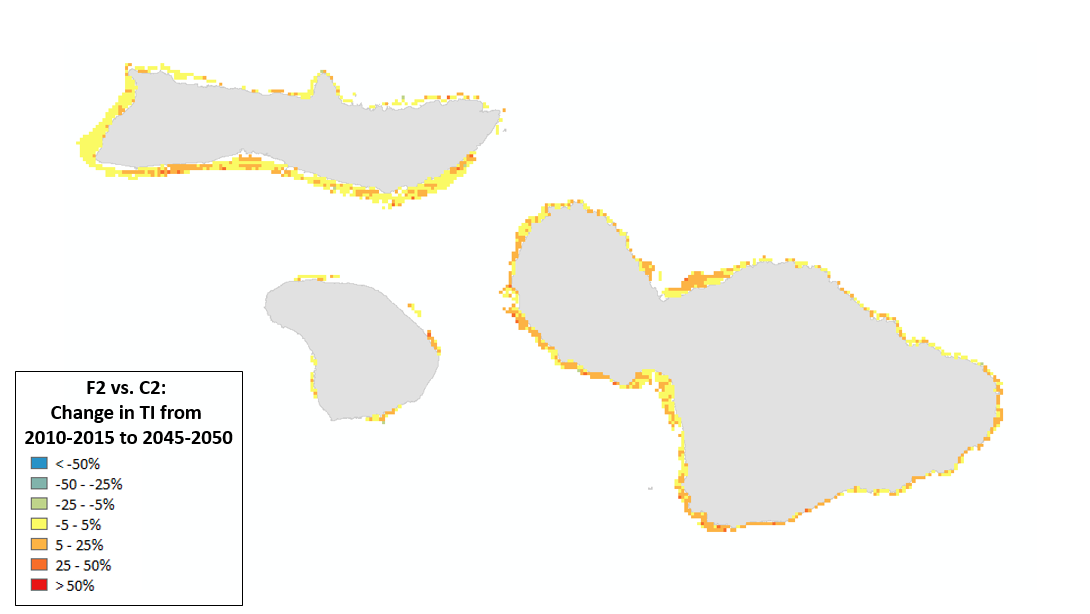 F2 vs. C2:
Change in TI from
2010-2015 to 2045-2050
< -50%
-50 - -25%
-25 - -5%
-5 - 5%
5 - 25%
25 - 50%
> 50%